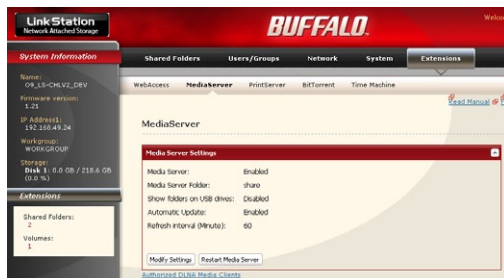 LinkStation
Network Attached Storage
BUFFALO
Welco
System Information
Shared Folders
Users/Groups
Network
System
Extensions
WebAccess
MediaServer
PrintServer
BitTorrent
Time Machine
Name:
09_LS-CHLV2_DEV
Firmware version:
1.21
IP Address1:
192.168.49.24
Workgroup:
WORKGROUP
Storage:
Disk 1: 0.0 GB / 218.6 GB
(0.0 %)
Extensions
Shared Folders:
2
Volumes:
1
Read Manual
MediaServer
Media Server Settings
Media Server: Enabled
Media Server Folder: share
Show folders on USB drives: Disabled
Automatic Update: Enabled
Refresh interval (Minute): 60
Modify Settings
Restart Media Server
Authorized DLNA Media Clients